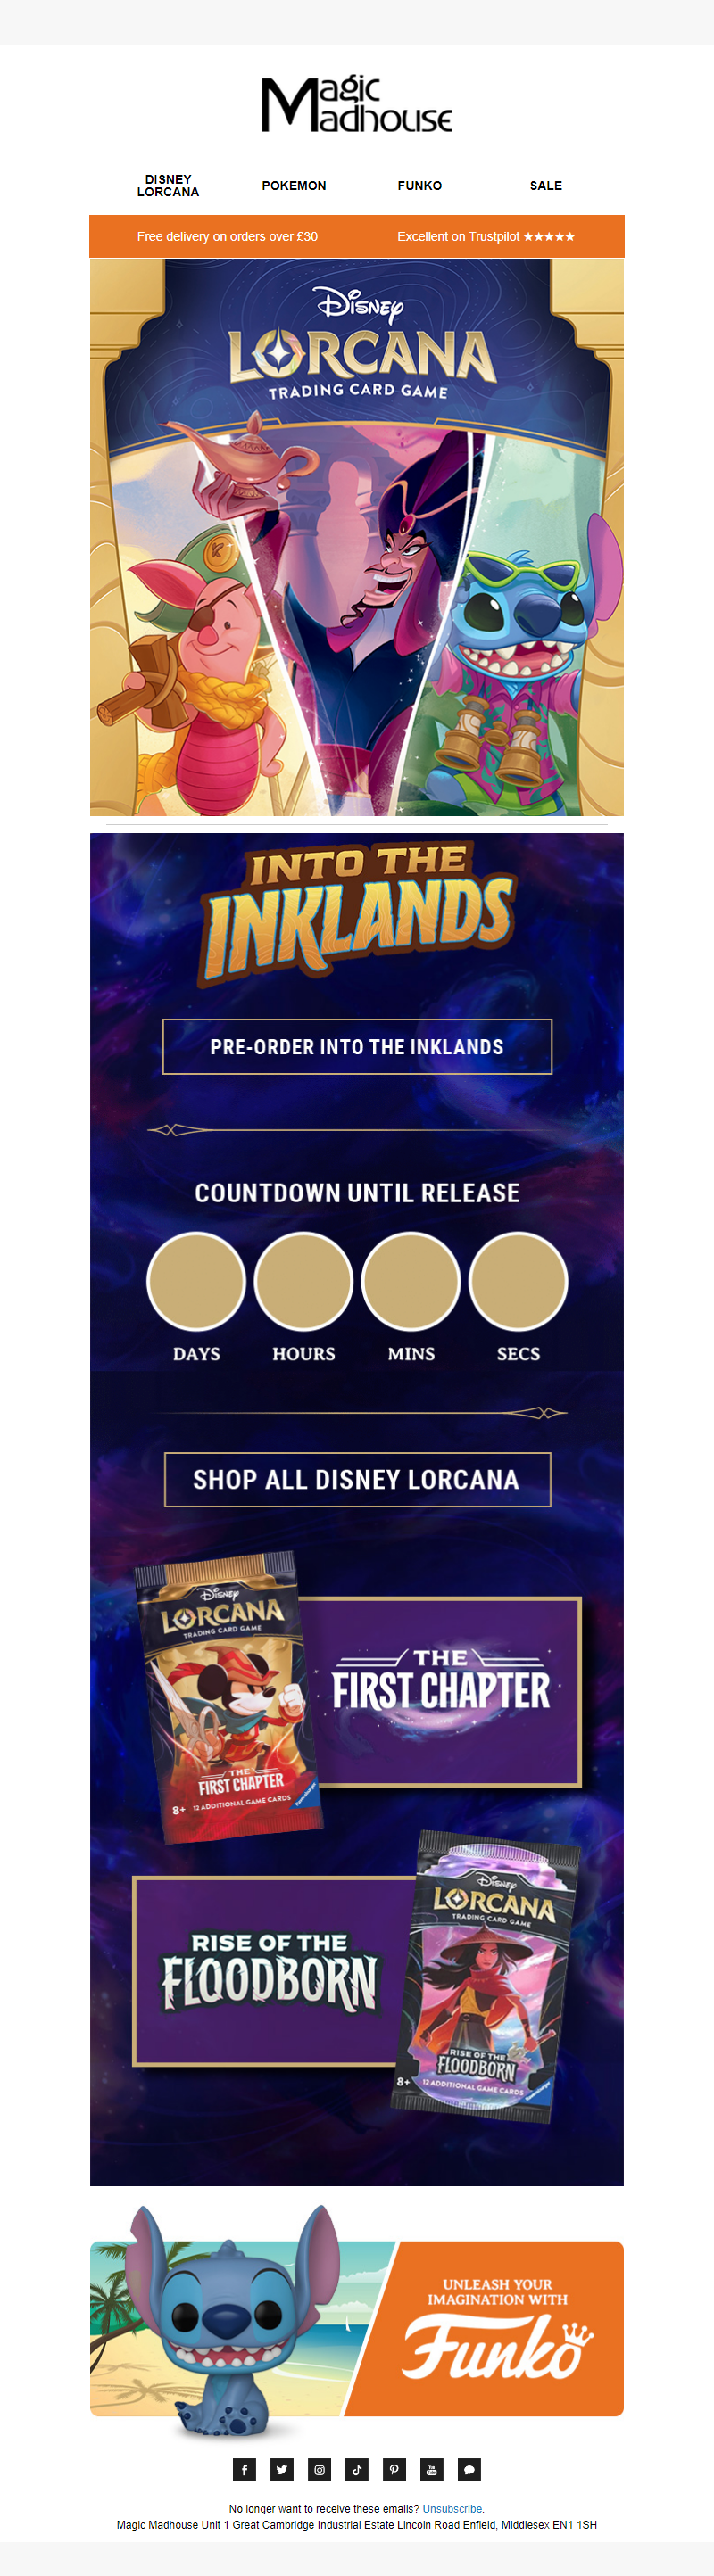 Magic
Madhouse
DISNEY
LORCANA
POKEMON
FUNKO
SALE
Free delivery on orders over £30
Excellent on Trustpilot ★★★★★
Disney
LORCANA
TRADING CARD GAME
INTO THE
INKLANDS
PRE-ORDER INTO THE INKLANDS
COUNTDOWN UNTIL RELEASE
DAYS HOURS MINS SECS
SHOP ALL DISNEY LORCANA
Disney
LORCANA
TRADING CARD GAME
THE
FIRST CHAPTER
8+ 12 ADDITIONAL GAME CARDS
Ravensburger
THE
FIRST CHAPTER
RISE OF THE
FLOODBORN
Disney
LORCANA
TRADING CARD GAME
RISE OF THE
FLOODBORN
8+ 12 ADDITIONAL GAME CARDS
Ravensburger
UNLEASH YOUR
IMAGINATION WITH
Funko
No longer want to receive these emails? Unsubscribe.
Magic Madhouse Unit 1 Great Cambridge Industrial Estate Lincoln Road Enfield, Middlesex EN1 1SH